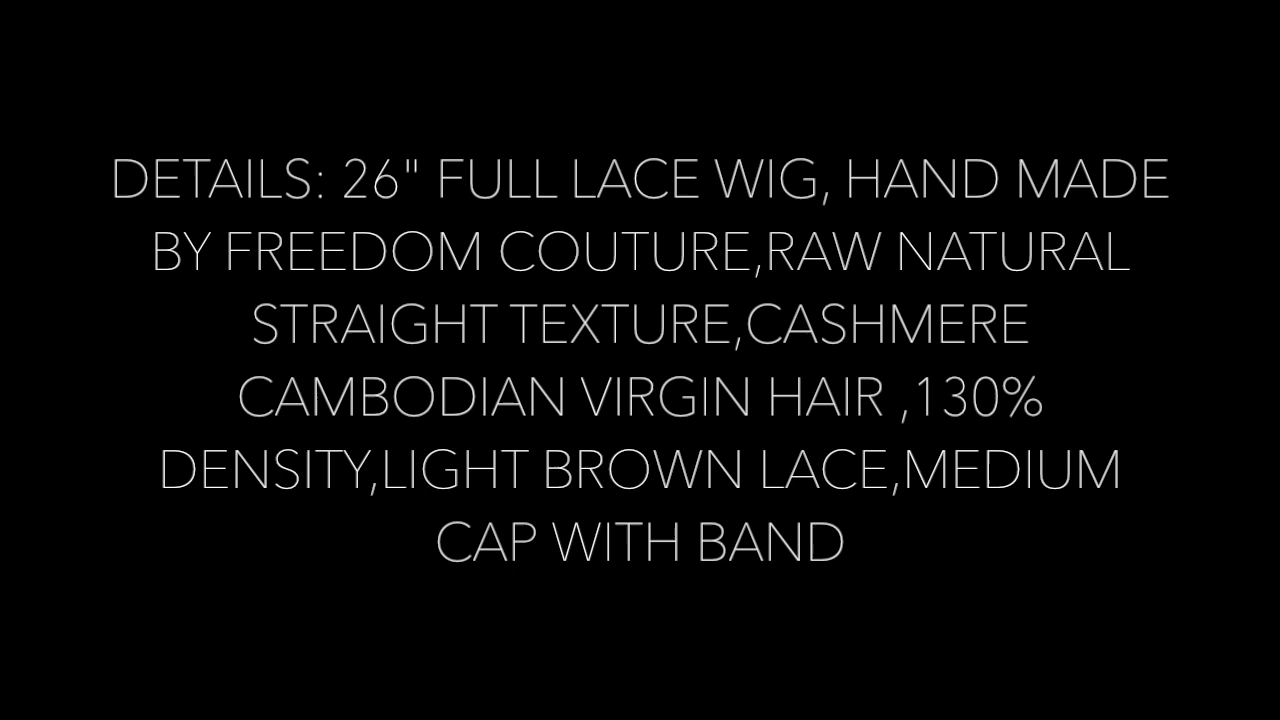 DETAILS: 26" FULL LACE WIG, HAND MADE
BY FREEDOM COUTURE,RAW NATURAL
STRAIGHT TEXTURE,CASHMERE
CAMBODIAN VIRGIN HAIR ,130%
DENSITY,LIGHT BROWN LACE,MEDIUM
CAP WITH BAND